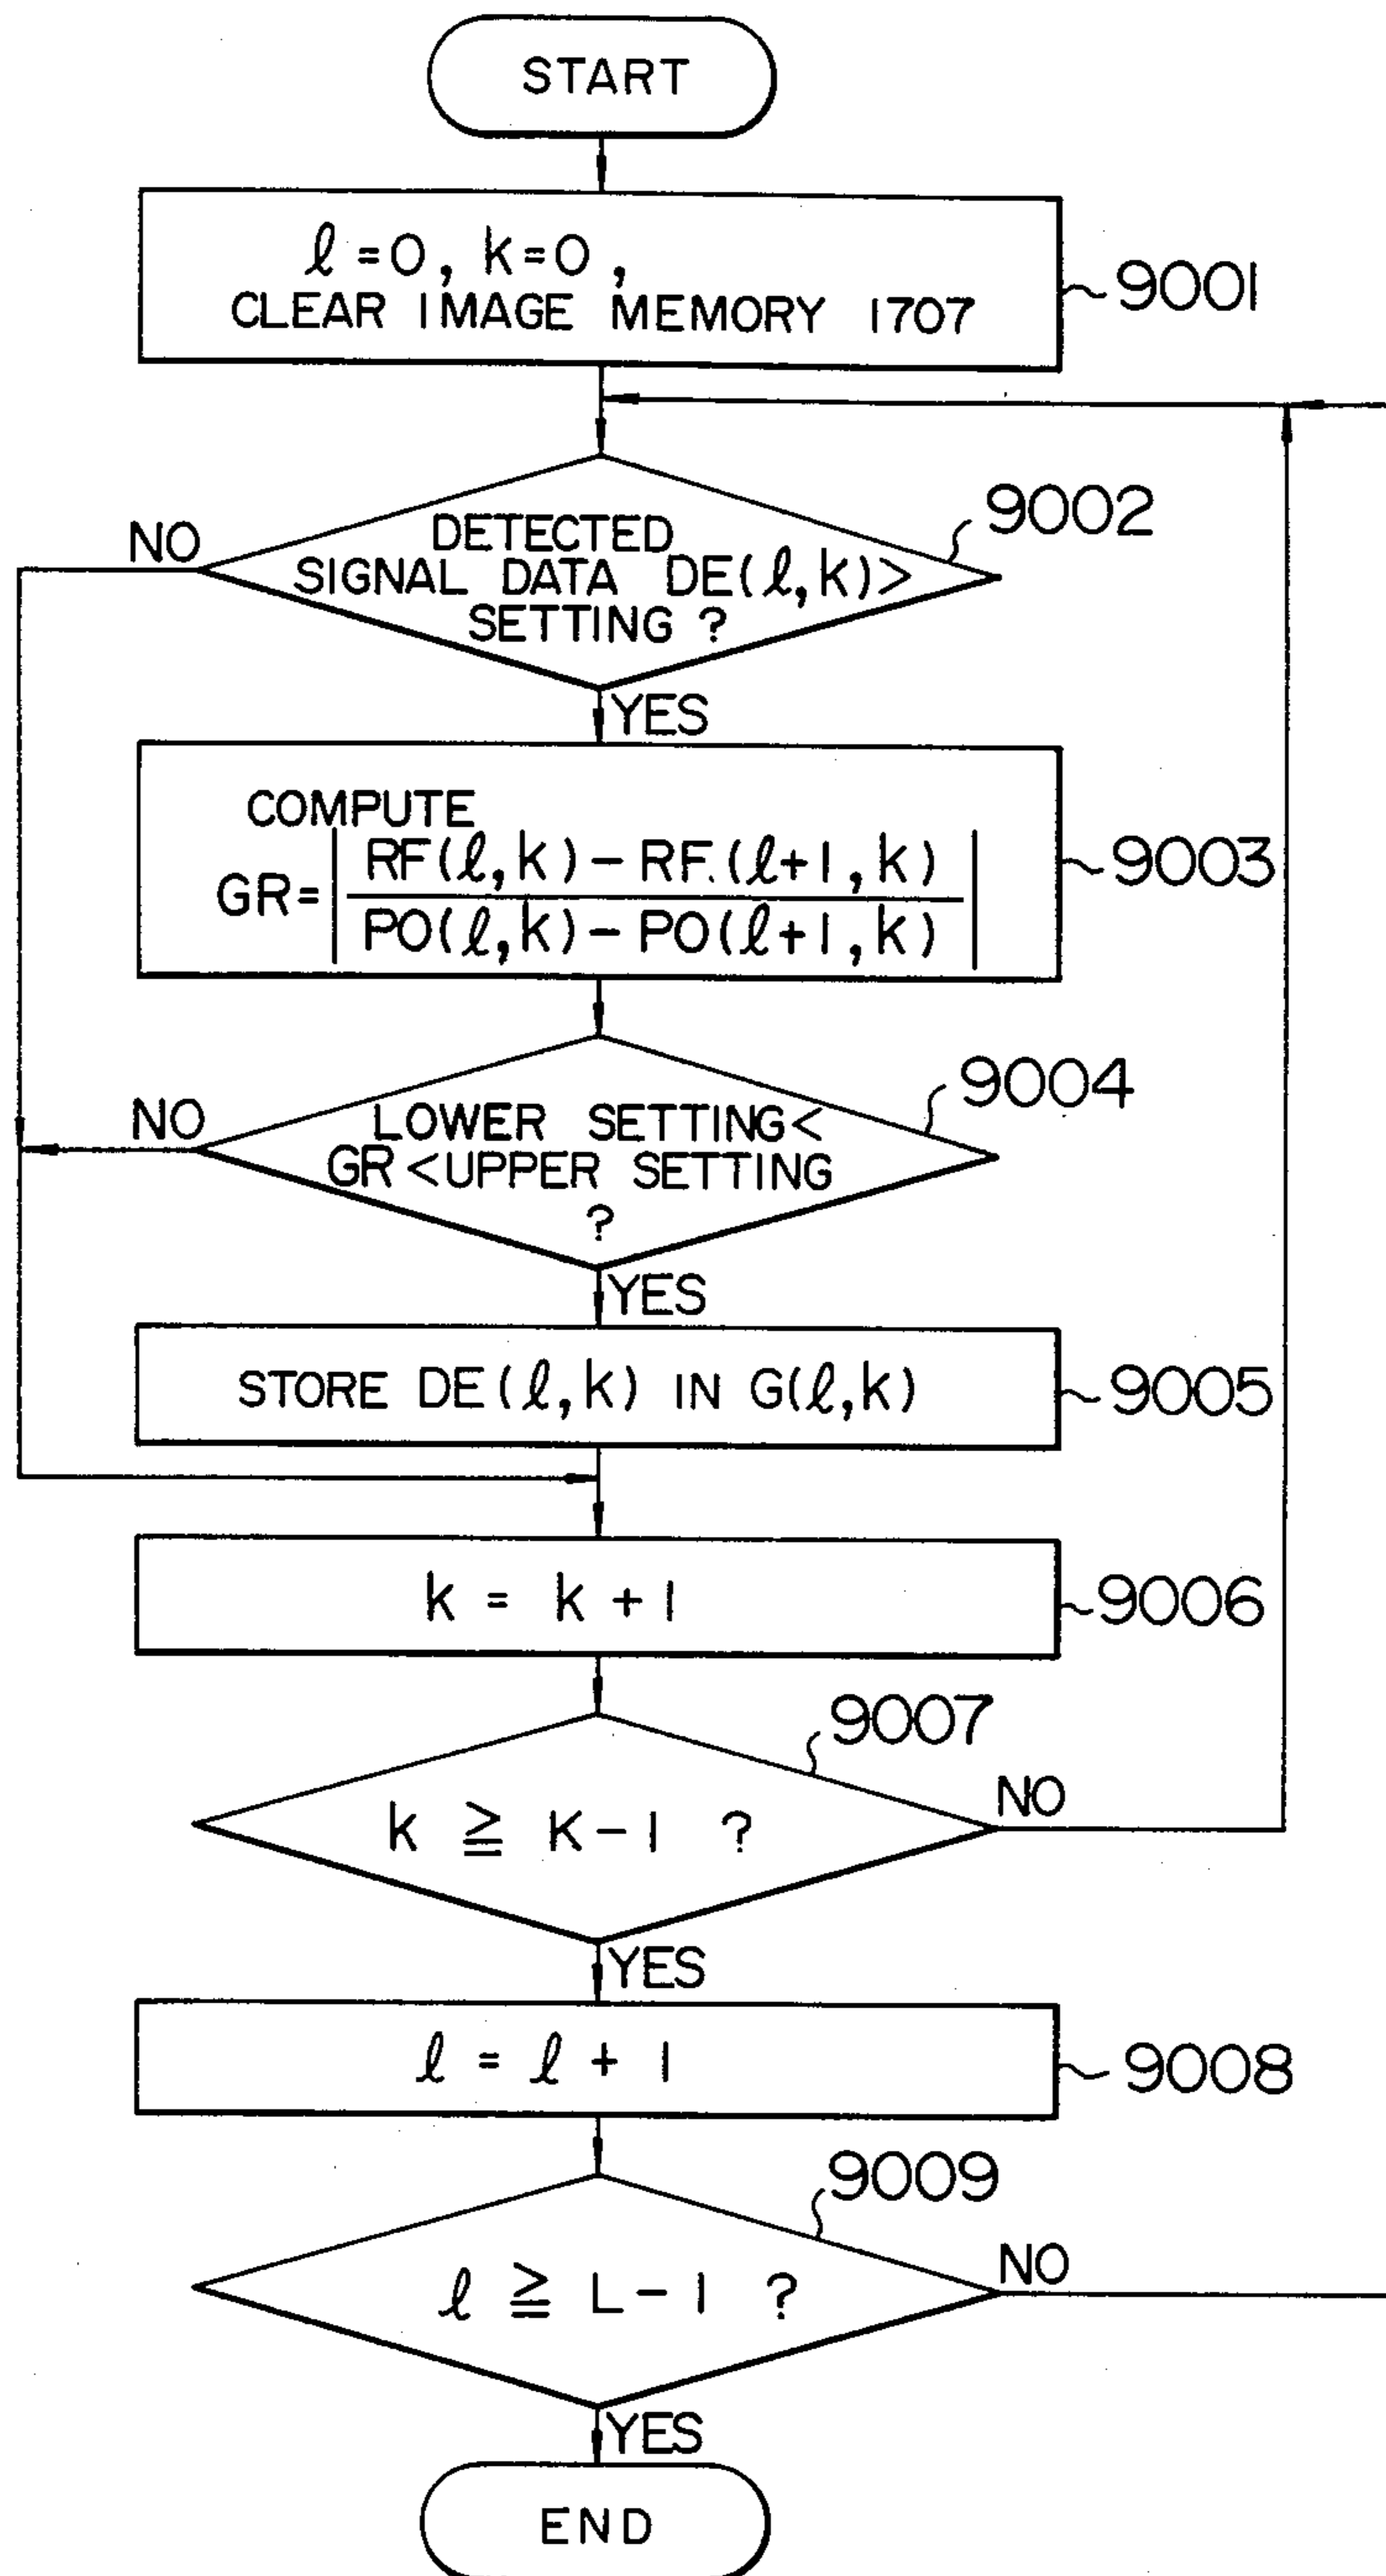 START
ℓ=0, k=0,
CLEAR IMAGE MEMORY 1707
9001
9002
NO
DETECTED
SIGNAL DATA DE(ℓ,k)>
SETTING ?
YES
COMPUTE
GR=|RF(ℓ,k)-RF.(ℓ+1,k)
PO(ℓ,k)-PO(ℓ+1,k)|
9003
9004
NO
LOWER SETTING<
GR<UPPER SETTING
?
YES
STORE DE(ℓ,k) IN G(ℓ,k)
9005
k = k+1
9006
9007
k ≧ K-1 ?
NO
YES
ℓ = ℓ + 1
9008
9009
ℓ ≧ L-1 ?
NO
YES
END